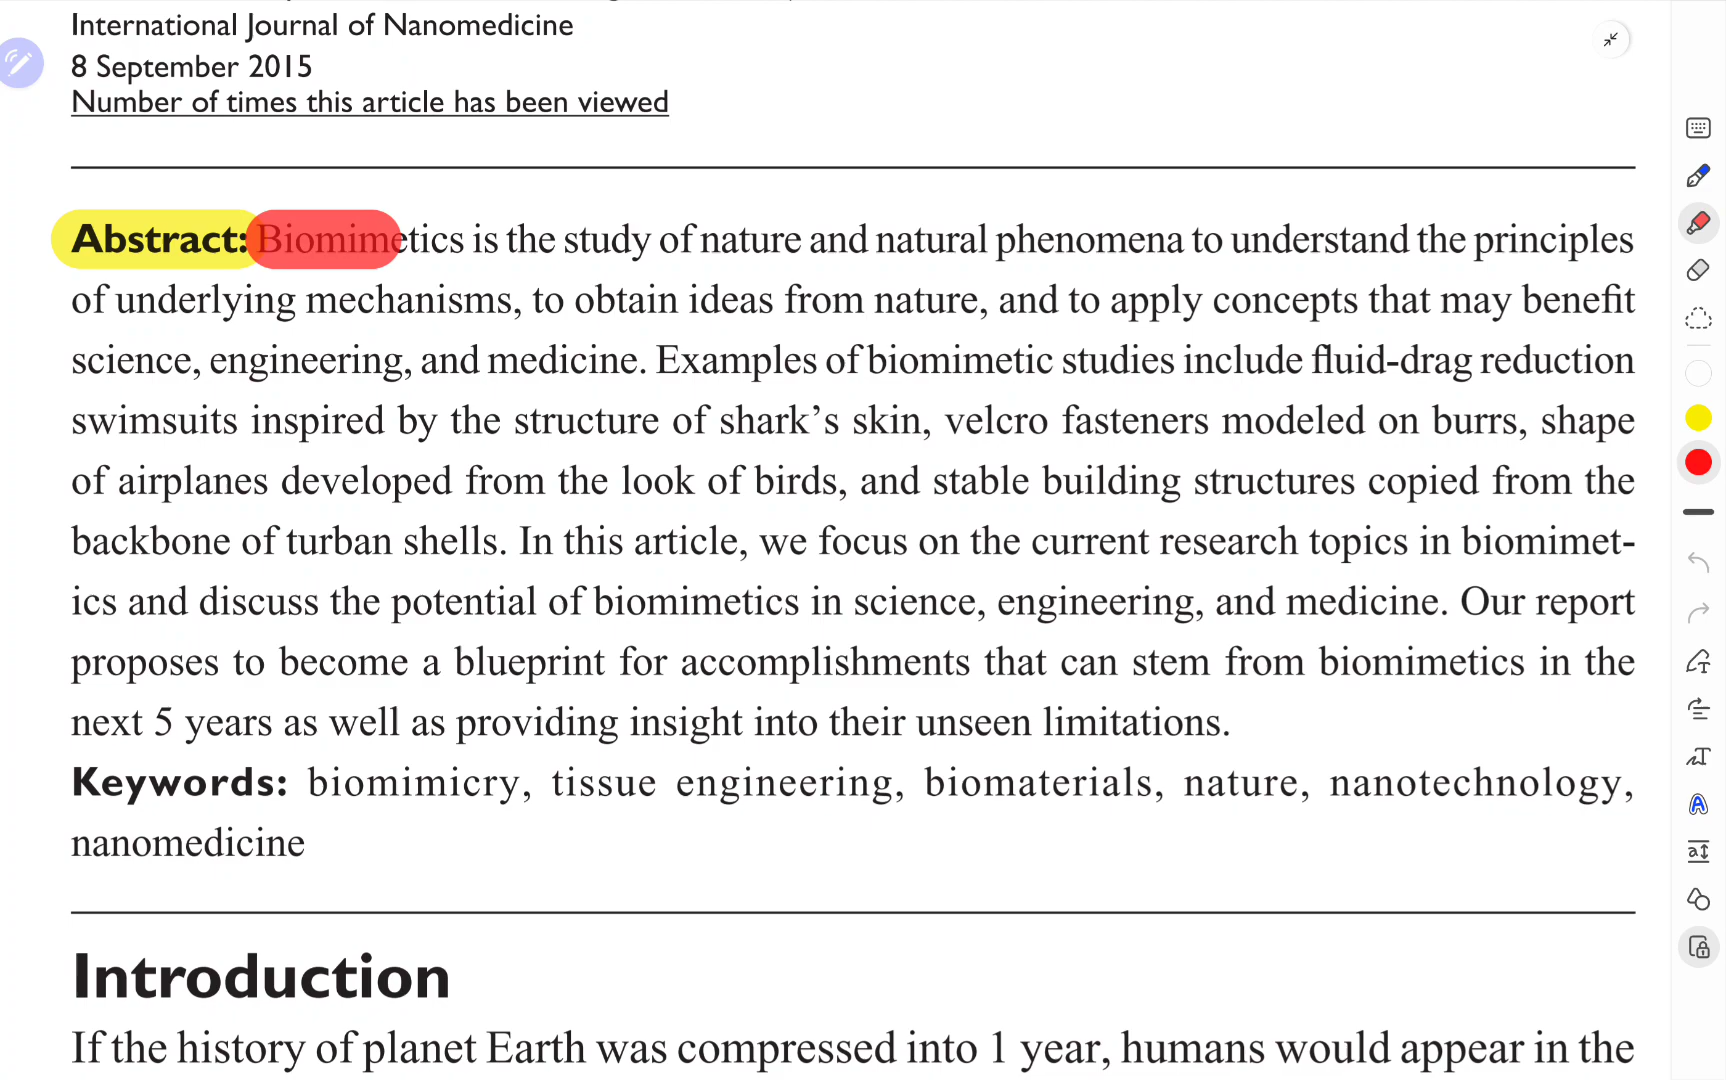 International Journal of Nanomedicine
8 September 2015
Number of times this article has been viewed
Abstract: Biomimetics is the study of nature and natural phenomena to understand the principles
of underlying mechanisms, to obtain ideas from nature, and to apply concepts that may benefit
science, engineering, and medicine. Examples of biomimetic studies include fluid-drag reduction
swimsuits inspired by the structure of shark’s skin, velcro fasteners modeled on burrs, shape
of airplanes developed from the look of birds, and stable building structures copied from the
backbone of turban shells. In this article, we focus on the current research topics in biomimet-
ics and discuss the potential of biomimetics in science, engineering, and medicine. Our report
proposes to become a blueprint for accomplishments that can stem from biomimetics in the
next 5 years as well as providing insight into their unseen limitations.
Keywords: biomimicry, tissue engineering, biomaterials, nature, nanotechnology,
nanomedicine
Introduction
If the history of planet Earth was compressed into 1 year, humans would appear in the